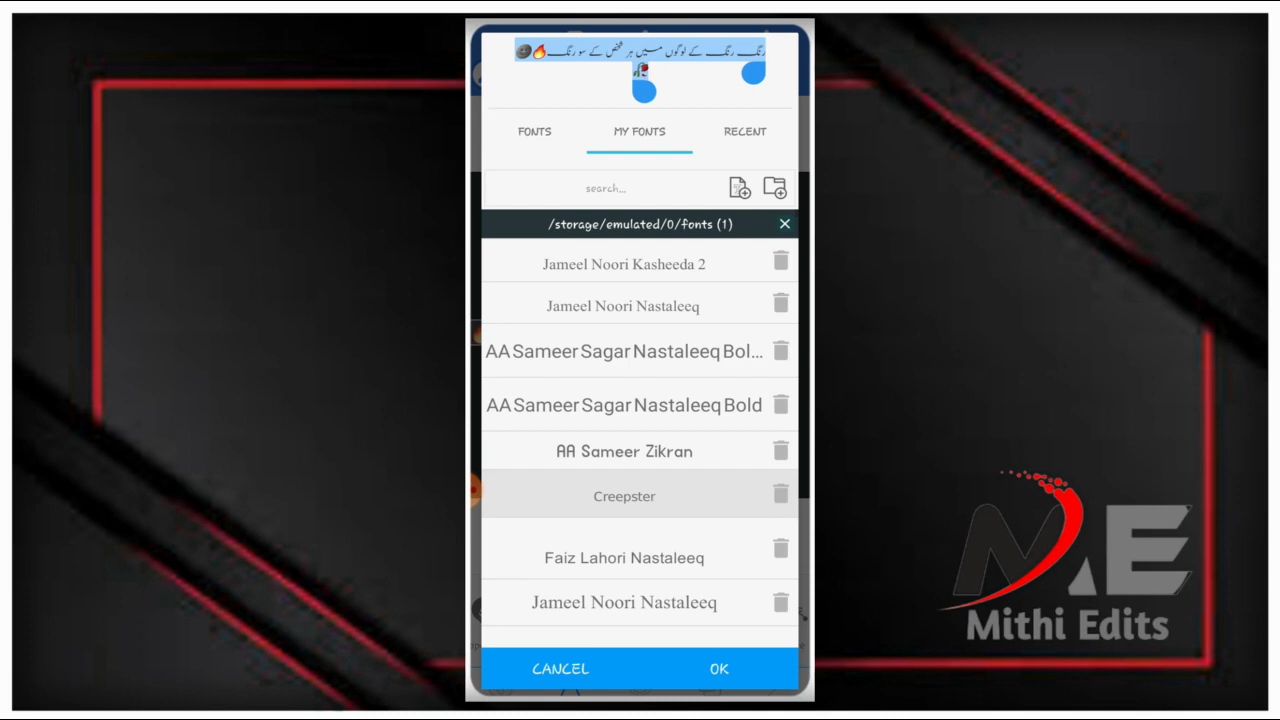 رنگ رنگ کے لوگوں میں ہر شخص کے سو رنگ🔥🌚
🥀
FONTS
MY FONTS
RECENT
search...
/storage/emulated/0/fonts (1)
Jameel Noori Kasheeda 2
Jameel Noori Nastaleeq
AA Sameer Sagar Nastaleeq Bol...
AA Sameer Sagar Nastaleeq Bold
AA Sameer Zikran
Creepster
Faiz Lahori Nastaleeq
Jameel Noori Nastaleeq
CANCEL
OK
ME
Mithi Edits